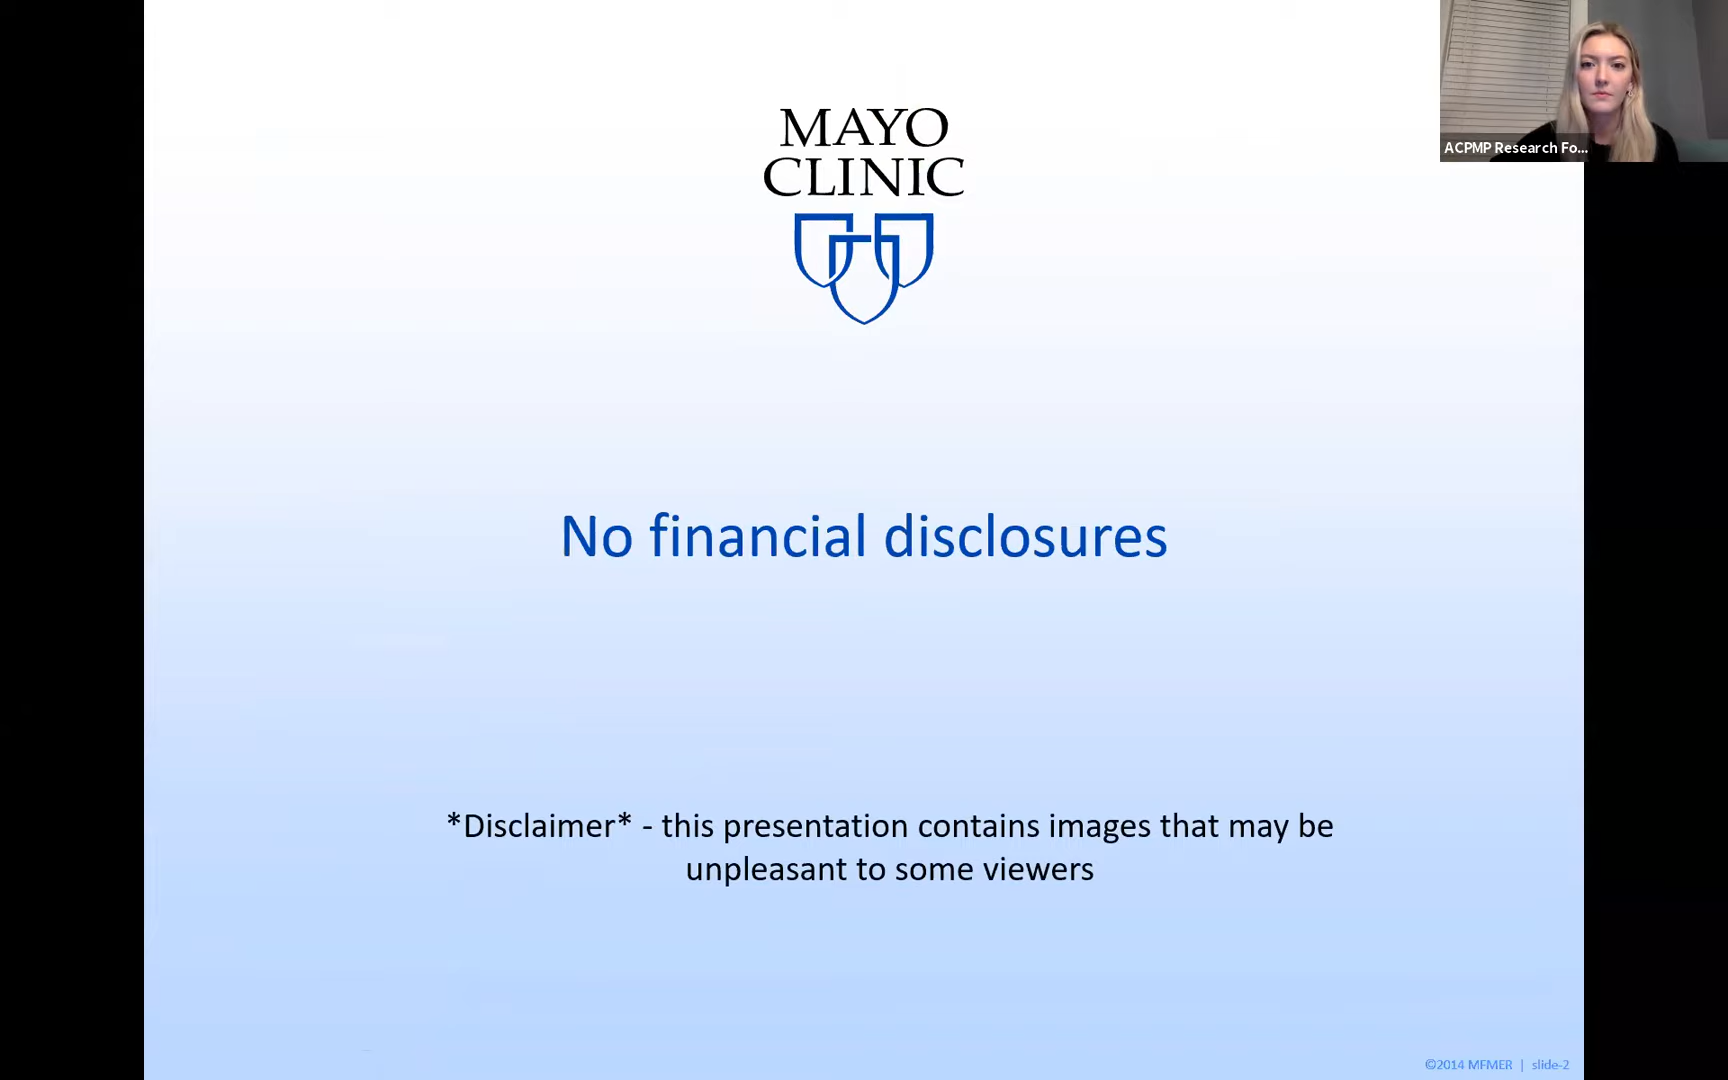 MAYO
CLINIC
ACPMP Research Fo...
No financial disclosures
*Disclaimer* - this presentation contains images that may be
unpleasant to some viewers
©2014 MFMER | slide-2